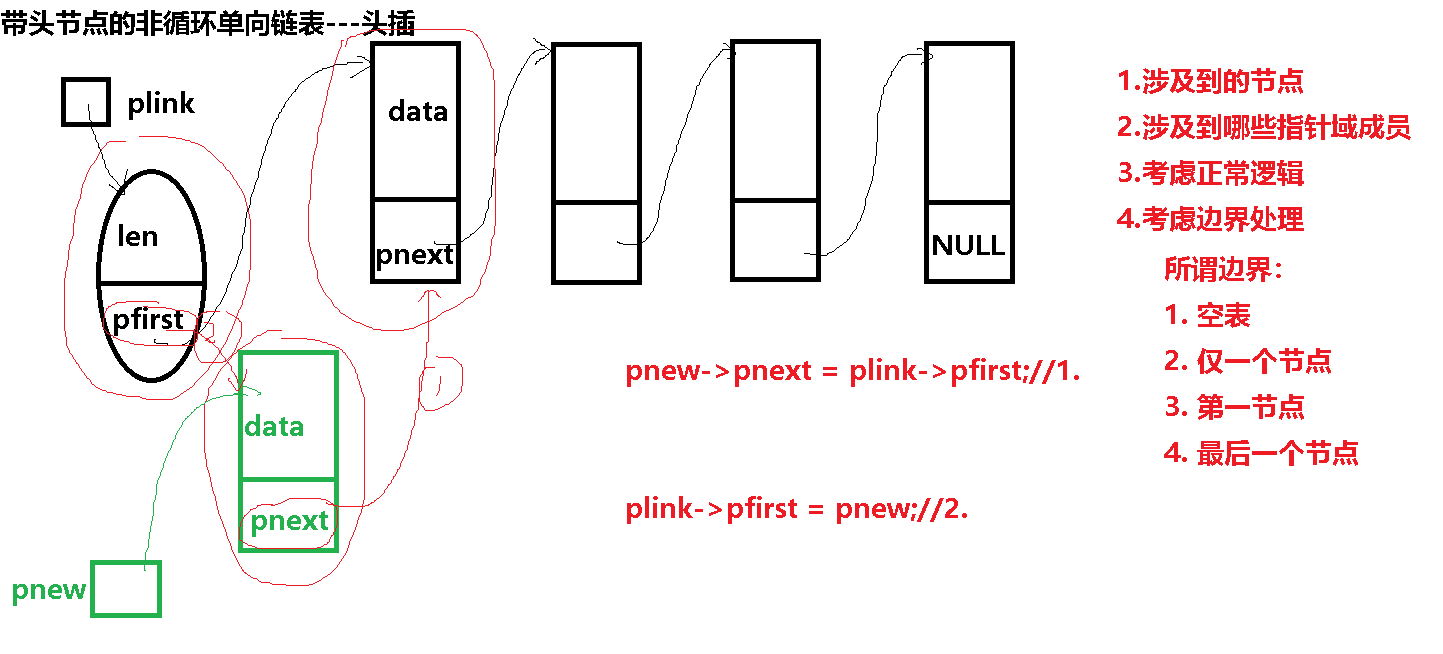 带头节点的非循环单向链表---头插
plink
len
pfirst
data
pnext
NULL
data
pnext
pnew
pnew->pnext = plink->pfirst;//1.
plink->pfirst = pnew;//2.
1.涉及到的节点
2.涉及到哪些指针域成员
3.考虑正常逻辑
4.考虑边界处理
所谓边界：
1. 空表
2. 仅一个节点
3. 第一节点
4. 最后一个节点